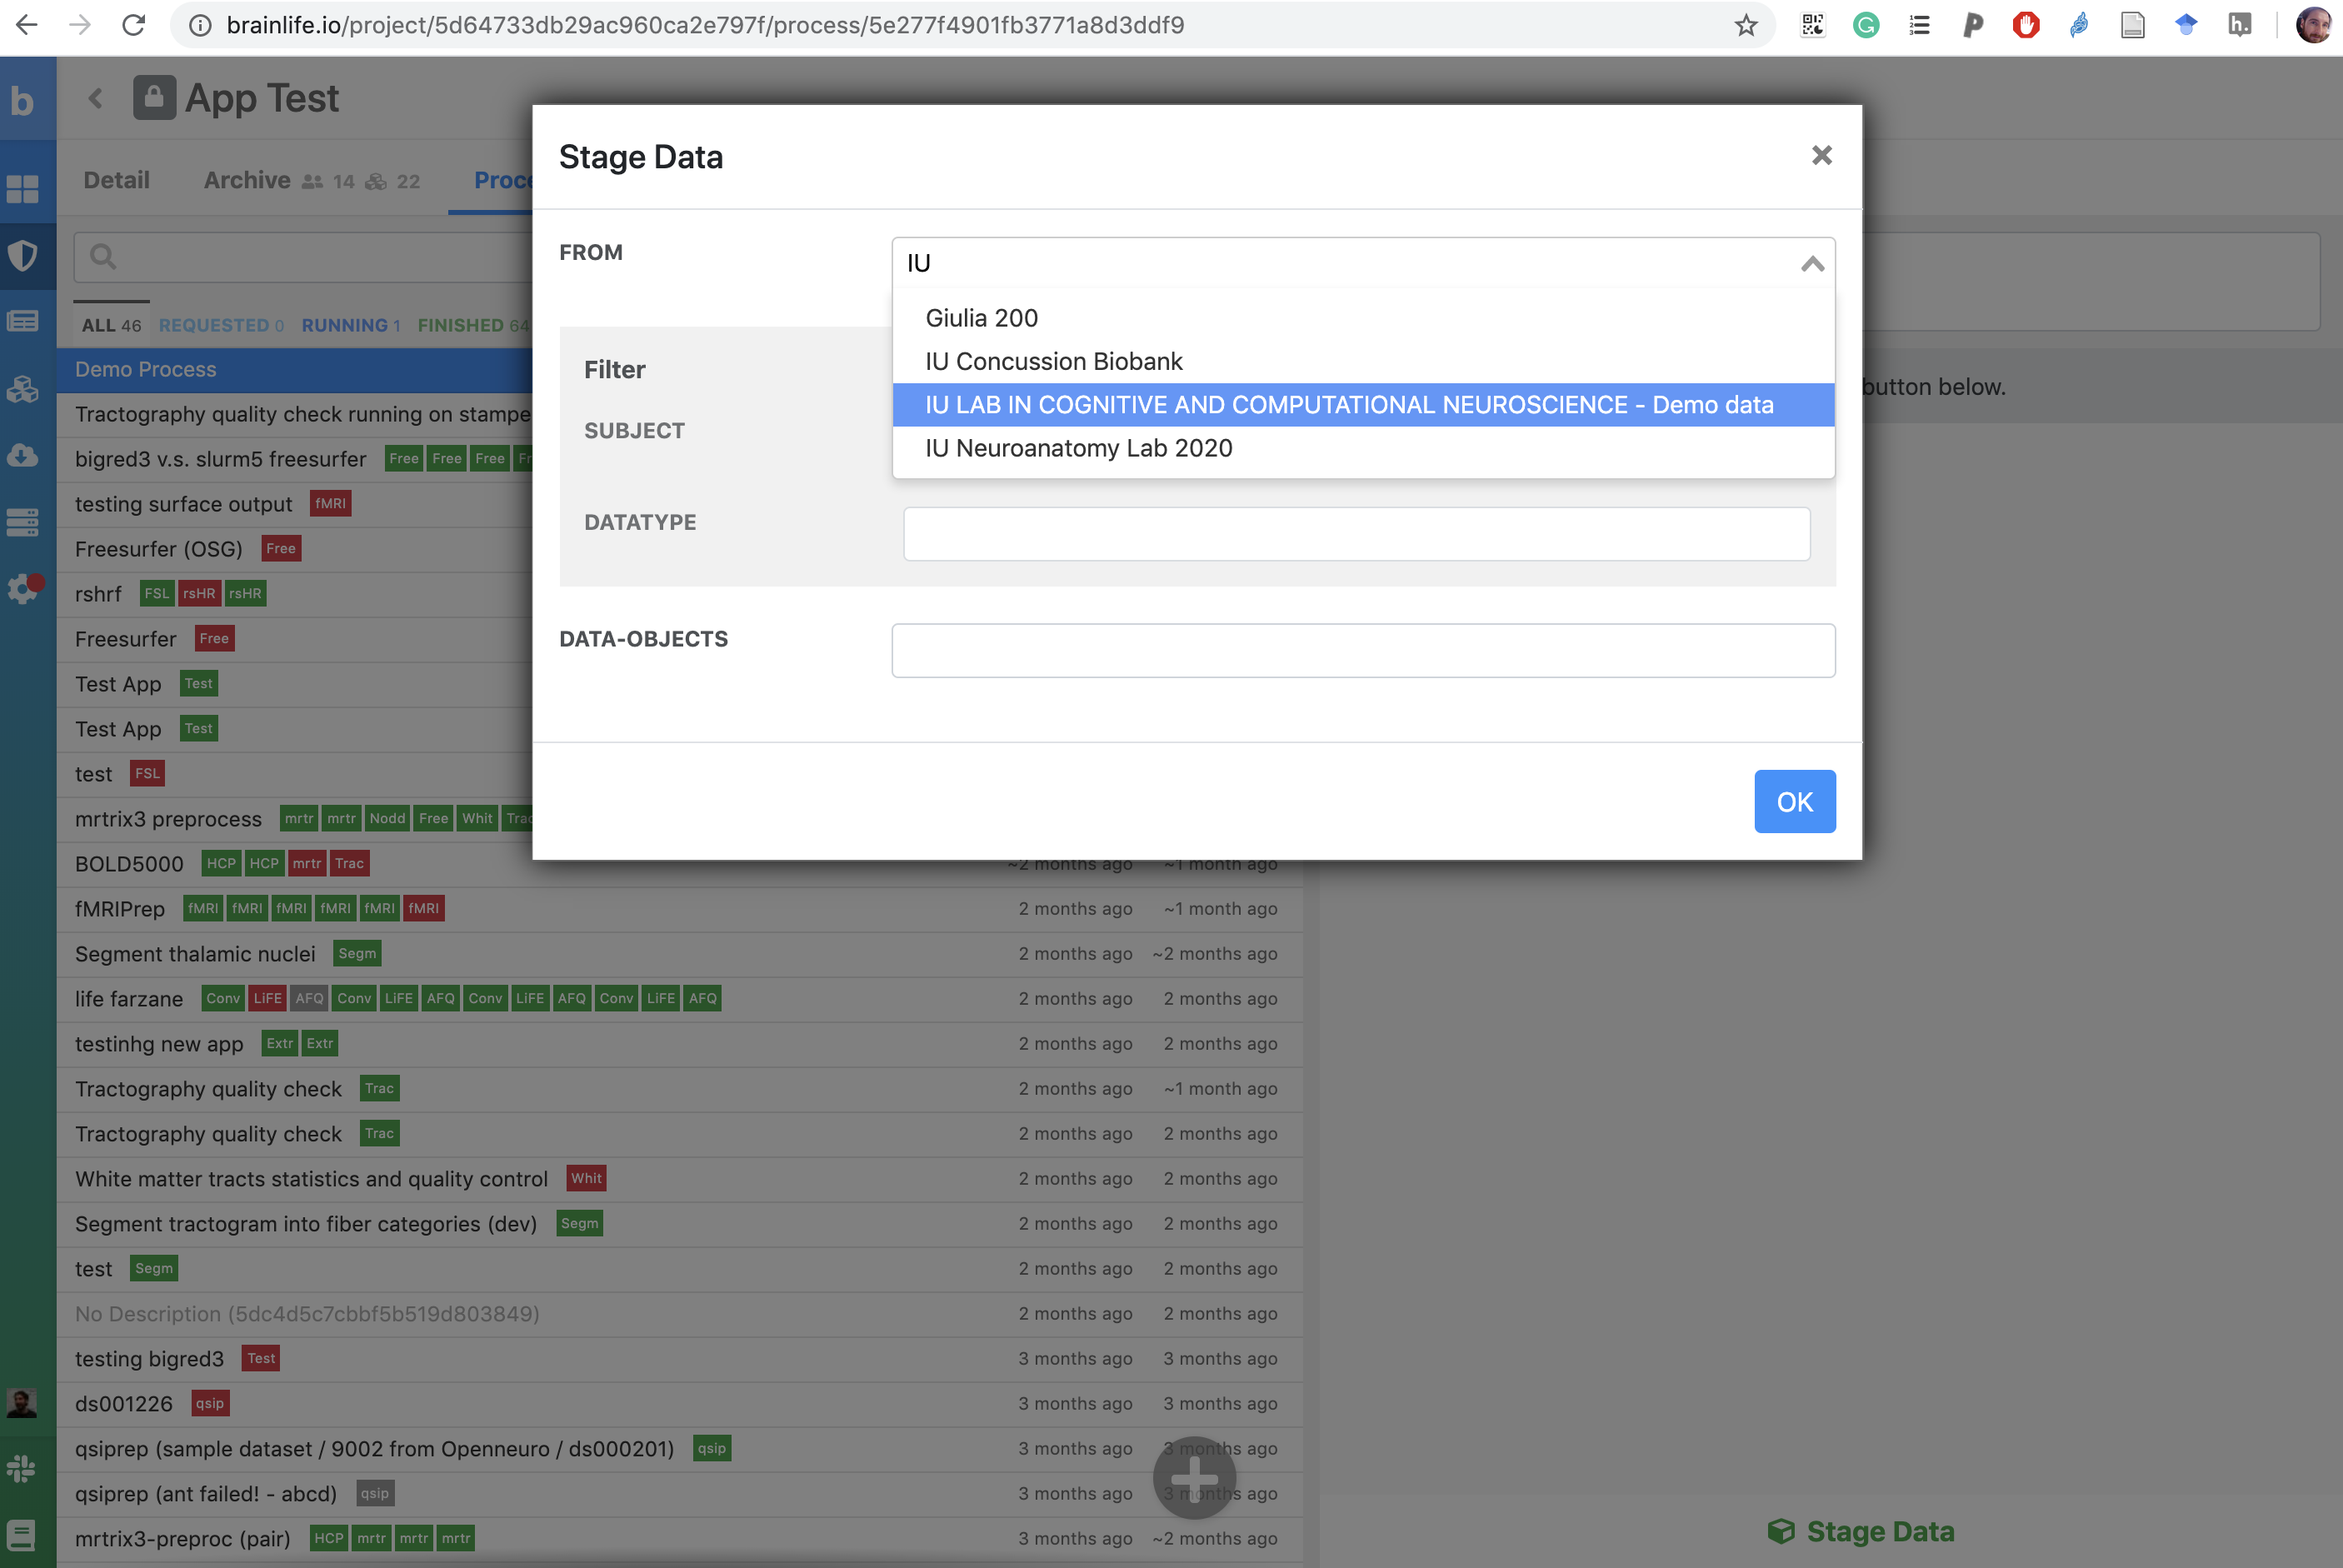 brainlife.io/project/5d64733db29ac960ca2e797f/process/5e277f4901fb3771a8d3ddf9
b
App Test
Detail
Archive 14 22
Proce
Stage Data
FROM
IU
Giulia 200
IU Concussion Biobank
IU LAB IN COGNITIVE AND COMPUTATIONAL NEUROSCIENCE - Demo data
IU Neuroanatomy Lab 2020
Filter
SUBJECT
DATATYPE
DATA-OBJECTS
OK
button below.
ALL 46 REQUESTED 0 RUNNING 1 FINISHED 64
Demo Process
Tractography quality check running on stampe
bigred3 v.s. slurm5 freesurfer Free Free Free Fr
testing surface output fMRI
Freesurfer (OSG) Free
rshrf FSL rsHR rsHR
Freesurfer Free
Test App Test
Test App Test
test FSL
mrtrix3 preprocess mrtr mrtr Nodd Free Whit Trac
BOLD5000 HCP HCP mrtr Trac ~2 months ago ~1 month ago
fMRIPrep fMRI fMRI fMRI fMRI fMRI fMRI 2 months ago ~1 month ago
Segment thalamic nuclei Segm 2 months ago ~2 months ago
life farzane Conv LiFE AFQ Conv LiFE AFQ Conv LiFE AFQ Conv LiFE AFQ 2 months ago 2 months ago
testinhg new app Extr Extr 2 months ago 2 months ago
Tractography quality check Trac 2 months ago ~1 month ago
Tractography quality check Trac 2 months ago 2 months ago
White matter tracts statistics and quality control Whit 2 months ago 2 months ago
Segment tractogram into fiber categories (dev) Segm 2 months ago 2 months ago
test Segm 2 months ago 2 months ago
No Description (5dc4d5c7cbbf5b519d803849) 2 months ago 2 months ago
testing bigred3 Test 3 months ago 3 months ago
ds001226 qsip 3 months ago 3 months ago
qsiprep (sample dataset / 9002 from Openneuro / ds000201) qsip 3 months ago 3 months ago
qsiprep (ant failed! - abcd) qsip 3 months ago 3 months ago
mrtrix3-preproc (pair) HCP mrtr mrtr mrtr 3 months ago ~2 months ago
Stage Data